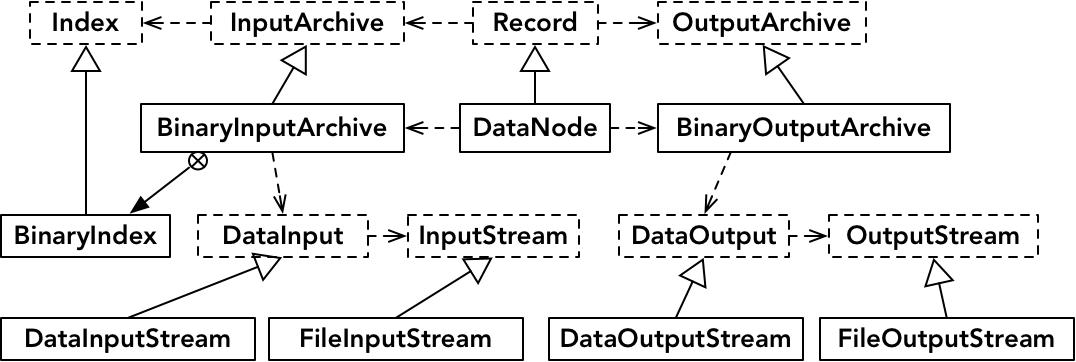 Index
InputArchive
Record
OutputArchive
BinaryInputArchive
DataNode
BinaryOutputArchive
BinaryIndex
DataInput
InputStream
DataOutput
OutputStream
DataInputStream
FileInputStream
DataOutputStream
FileOutputStream